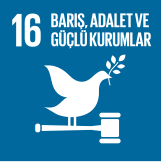 16 BARIŞ, ADALET VE
GÜÇLÜ KURUMLAR